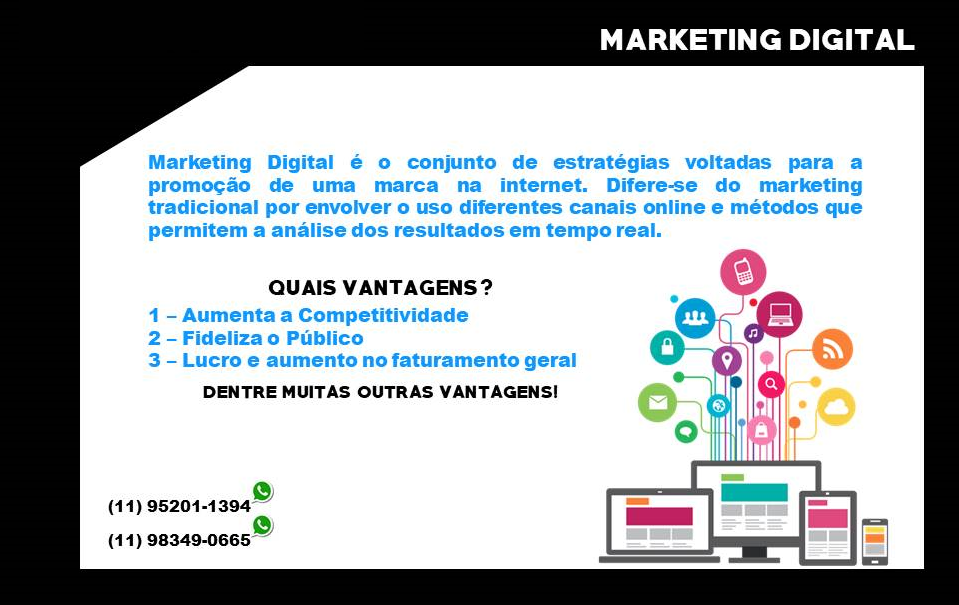 MARKETING DIGITAL
Marketing Digital é o conjunto de estratégias voltadas para a
promoção de uma marca na internet. Difere-se do marketing
tradicional por envolver o uso diferentes canais online e métodos que
permitem a análise dos resultados em tempo real.
QUAIS VANTAGENS?
1 – Aumenta a Competitividade
2 – Fideliza o Público
3 – Lucro e aumento no faturamento geral
DENTRE MUITAS OUTRAS VANTAGENS!
(11) 95201-1394
(11) 98349-0665